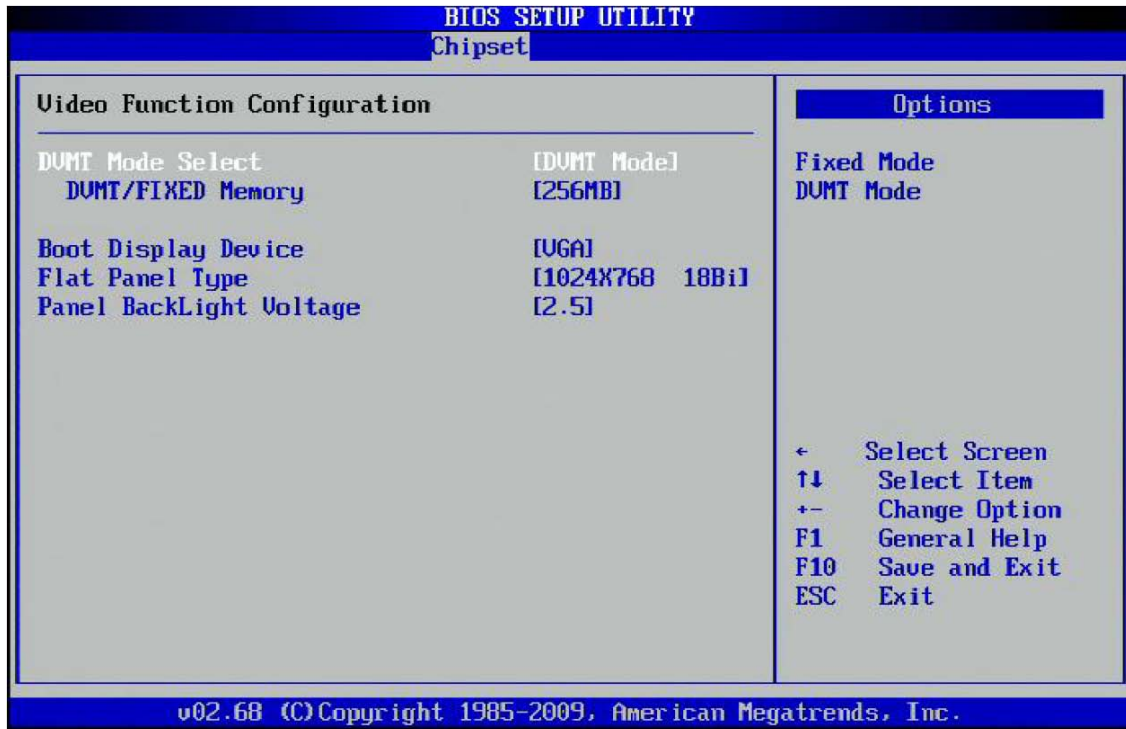 BIOS SETUP UTILITY
Chipset
Video Function Configuration
DVMT Mode Select [DVMT Mode]
DVMT/FIXED Memory [256MB]
Boot Display Device [VGA]
Flat Panel Type [1024X768 18Bi]
Panel BackLight Voltage [2.5]
Options
Fixed Mode
DVMT Mode
← Select Screen
↑↓ Select Item
+- Change Option
F1 General Help
F10 Save and Exit
ESC Exit
v02.68 (C)Copyright 1985-2009, American Megatrends, Inc.